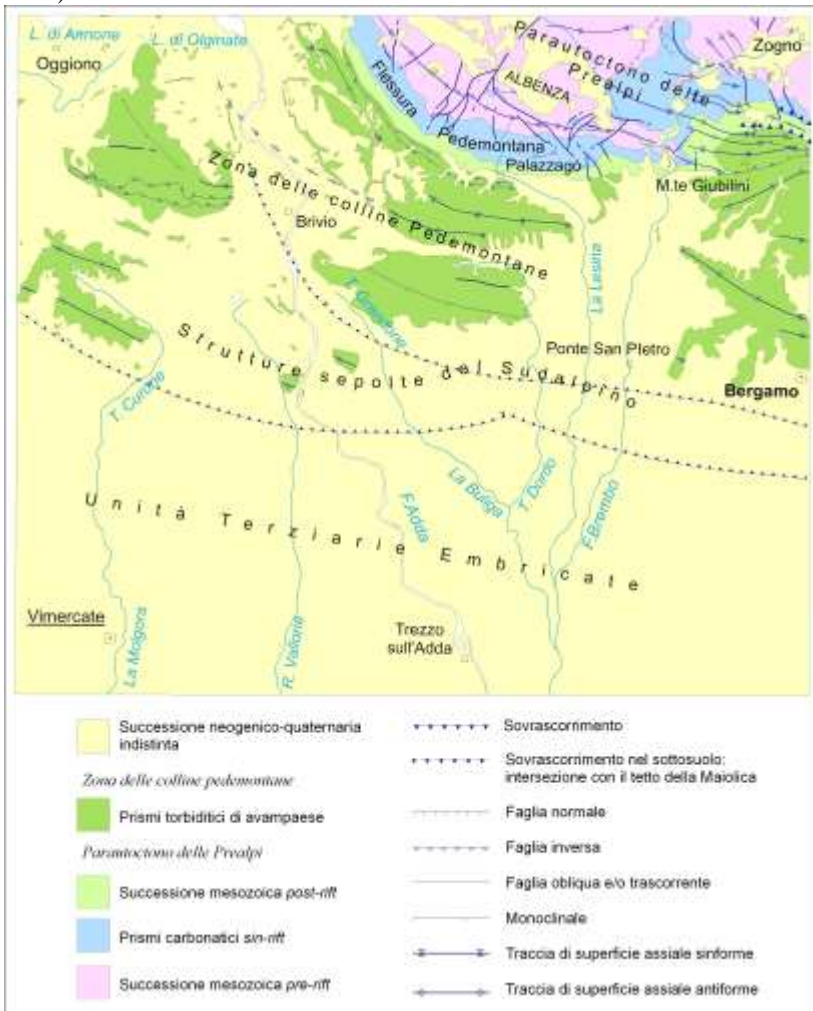 L. di Annone
L. di Olginate
Oggiono
Parautoctono delle
Prealpi
Zogno
ALBENZA
Flessura
Pedemontana
Palazzago
M.te Giubilini
Zona delle colline Pedemontane
Brivio
La Lesina
Ponte San Pietro
Bergamo
Strutture sepolte del Sudalpino
T. Curone
La Buliga
T. Dordo
F. Brembo
F. Adda
Unità Terziarie Embricate
Vimercate
La Molgora
R. Vallone
Trezzo
sull'Adda
Successione neogenico-quaternaria
indistinta
Zona delle colline pedemontane
Prismi torbiditici di avampaese
Parautoctono delle Prealpi
Successione mesozoica post-rift
Prismi carbonatici sin-rift
Successione mesozoica pre-rift
Sovrascorrimento
Sovrascorrimento nel sottosuolo:
intersezione con il tetto della Maiolica
Faglia normale
Faglia inversa
Faglia obliqua e/o trascorrente
Monoclinale
Traccia di superficie assiale sinforme
Traccia di superficie assiale antiforme